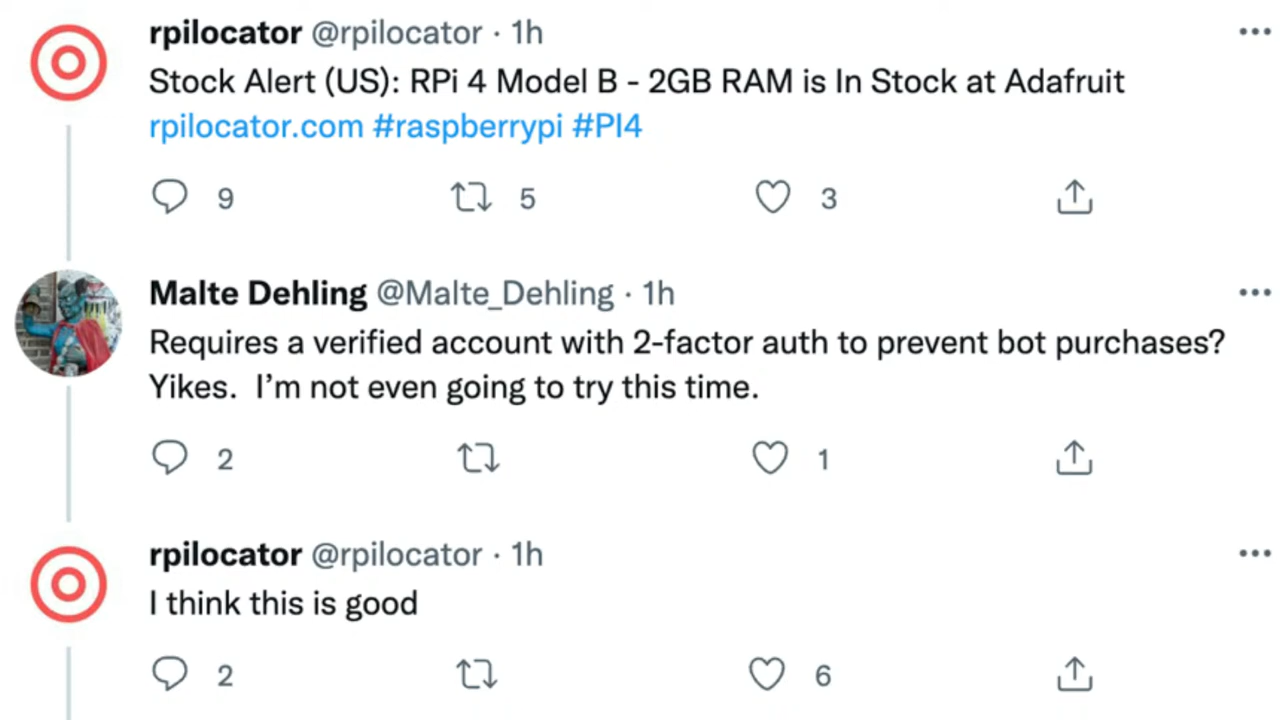 rpilocator @rpilocator · 1h
Stock Alert (US): RPi 4 Model B - 2GB RAM is In Stock at Adafruit
rpilocator.com #raspberrypi #PI4
9 5 3
Malte Dehling @Malte_Dehling · 1h
Requires a verified account with 2-factor auth to prevent bot purchases?
Yikes.  I’m not even going to try this time.
2 1
rpilocator @rpilocator · 1h
I think this is good
2 6